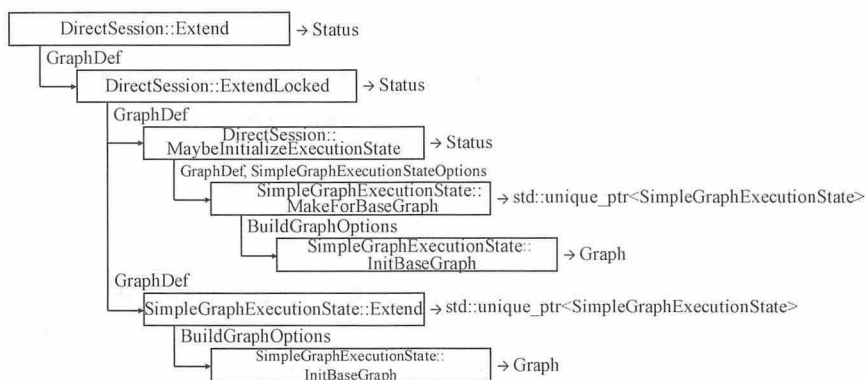 DirectSession::Extend → Status
GraphDef
DirectSession::ExtendLocked → Status
GraphDef
DirectSession::
MaybeInitializeExecutionState → Status
GraphDef, SimpleGraphExecutionStateOptions
SimpleGraphExecutionState::
MakeForBaseGraph → std::unique_ptr<SimpleGraphExecutionState>
BuildGraphOptions
SimpleGraphExecutionState::
InitBaseGraph → Graph
GraphDef
SimpleGraphExecutionState::Extend → std::unique_ptr<SimpleGraphExecutionState>
BuildGraphOptions
SimpleGraphExecutionState::
InitBaseGraph → Graph